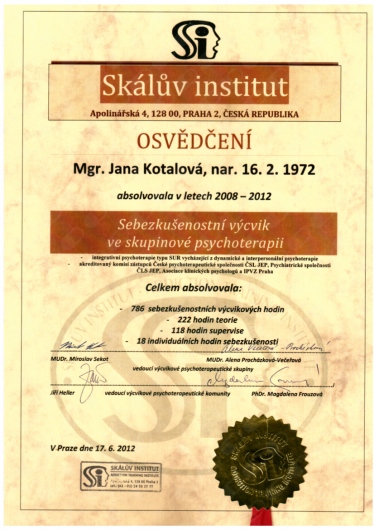 Skálův institut
Apolinářská 4, 128 00, PRAHA 2, ČESKÁ REPUBLIKA
OSVĚDČENÍ
Mgr. Jana Kotalová, nar. 16. 2. 1972
absolvovala v letech 2008 – 2012
Sebezkušenostní výcvik
ve skupinové psychoterapii
- integrativní psychoterapie typu SUR vycházející z dynamické a interpersonální psychoterapie
- akreditovaný komisí zástupců České psychoterapeutické společnosti ČSL JEP, Psychiatrické společnosti
ČLS JEP, Asociace klinických psychologů a IPVZ Praha
Celkem absolvovala:
- 786 sebezkušenostních výcvikových hodin
- 222 hodin teorie
- 118 hodin supervise
- 18 individuálních hodin sebezkušeností
MUDr. Miroslav Sekot
MUDr. Alena Procházková-Večeřová
vedoucí výcvikové psychoterapeutické skupiny
Jiří Heller
vedoucí výcvikové psychoterapeutické komunity
PhDr. Magdalena Frouzová
V Praze dne 17. 6. 2012
SKÁLŮV INSTITUT